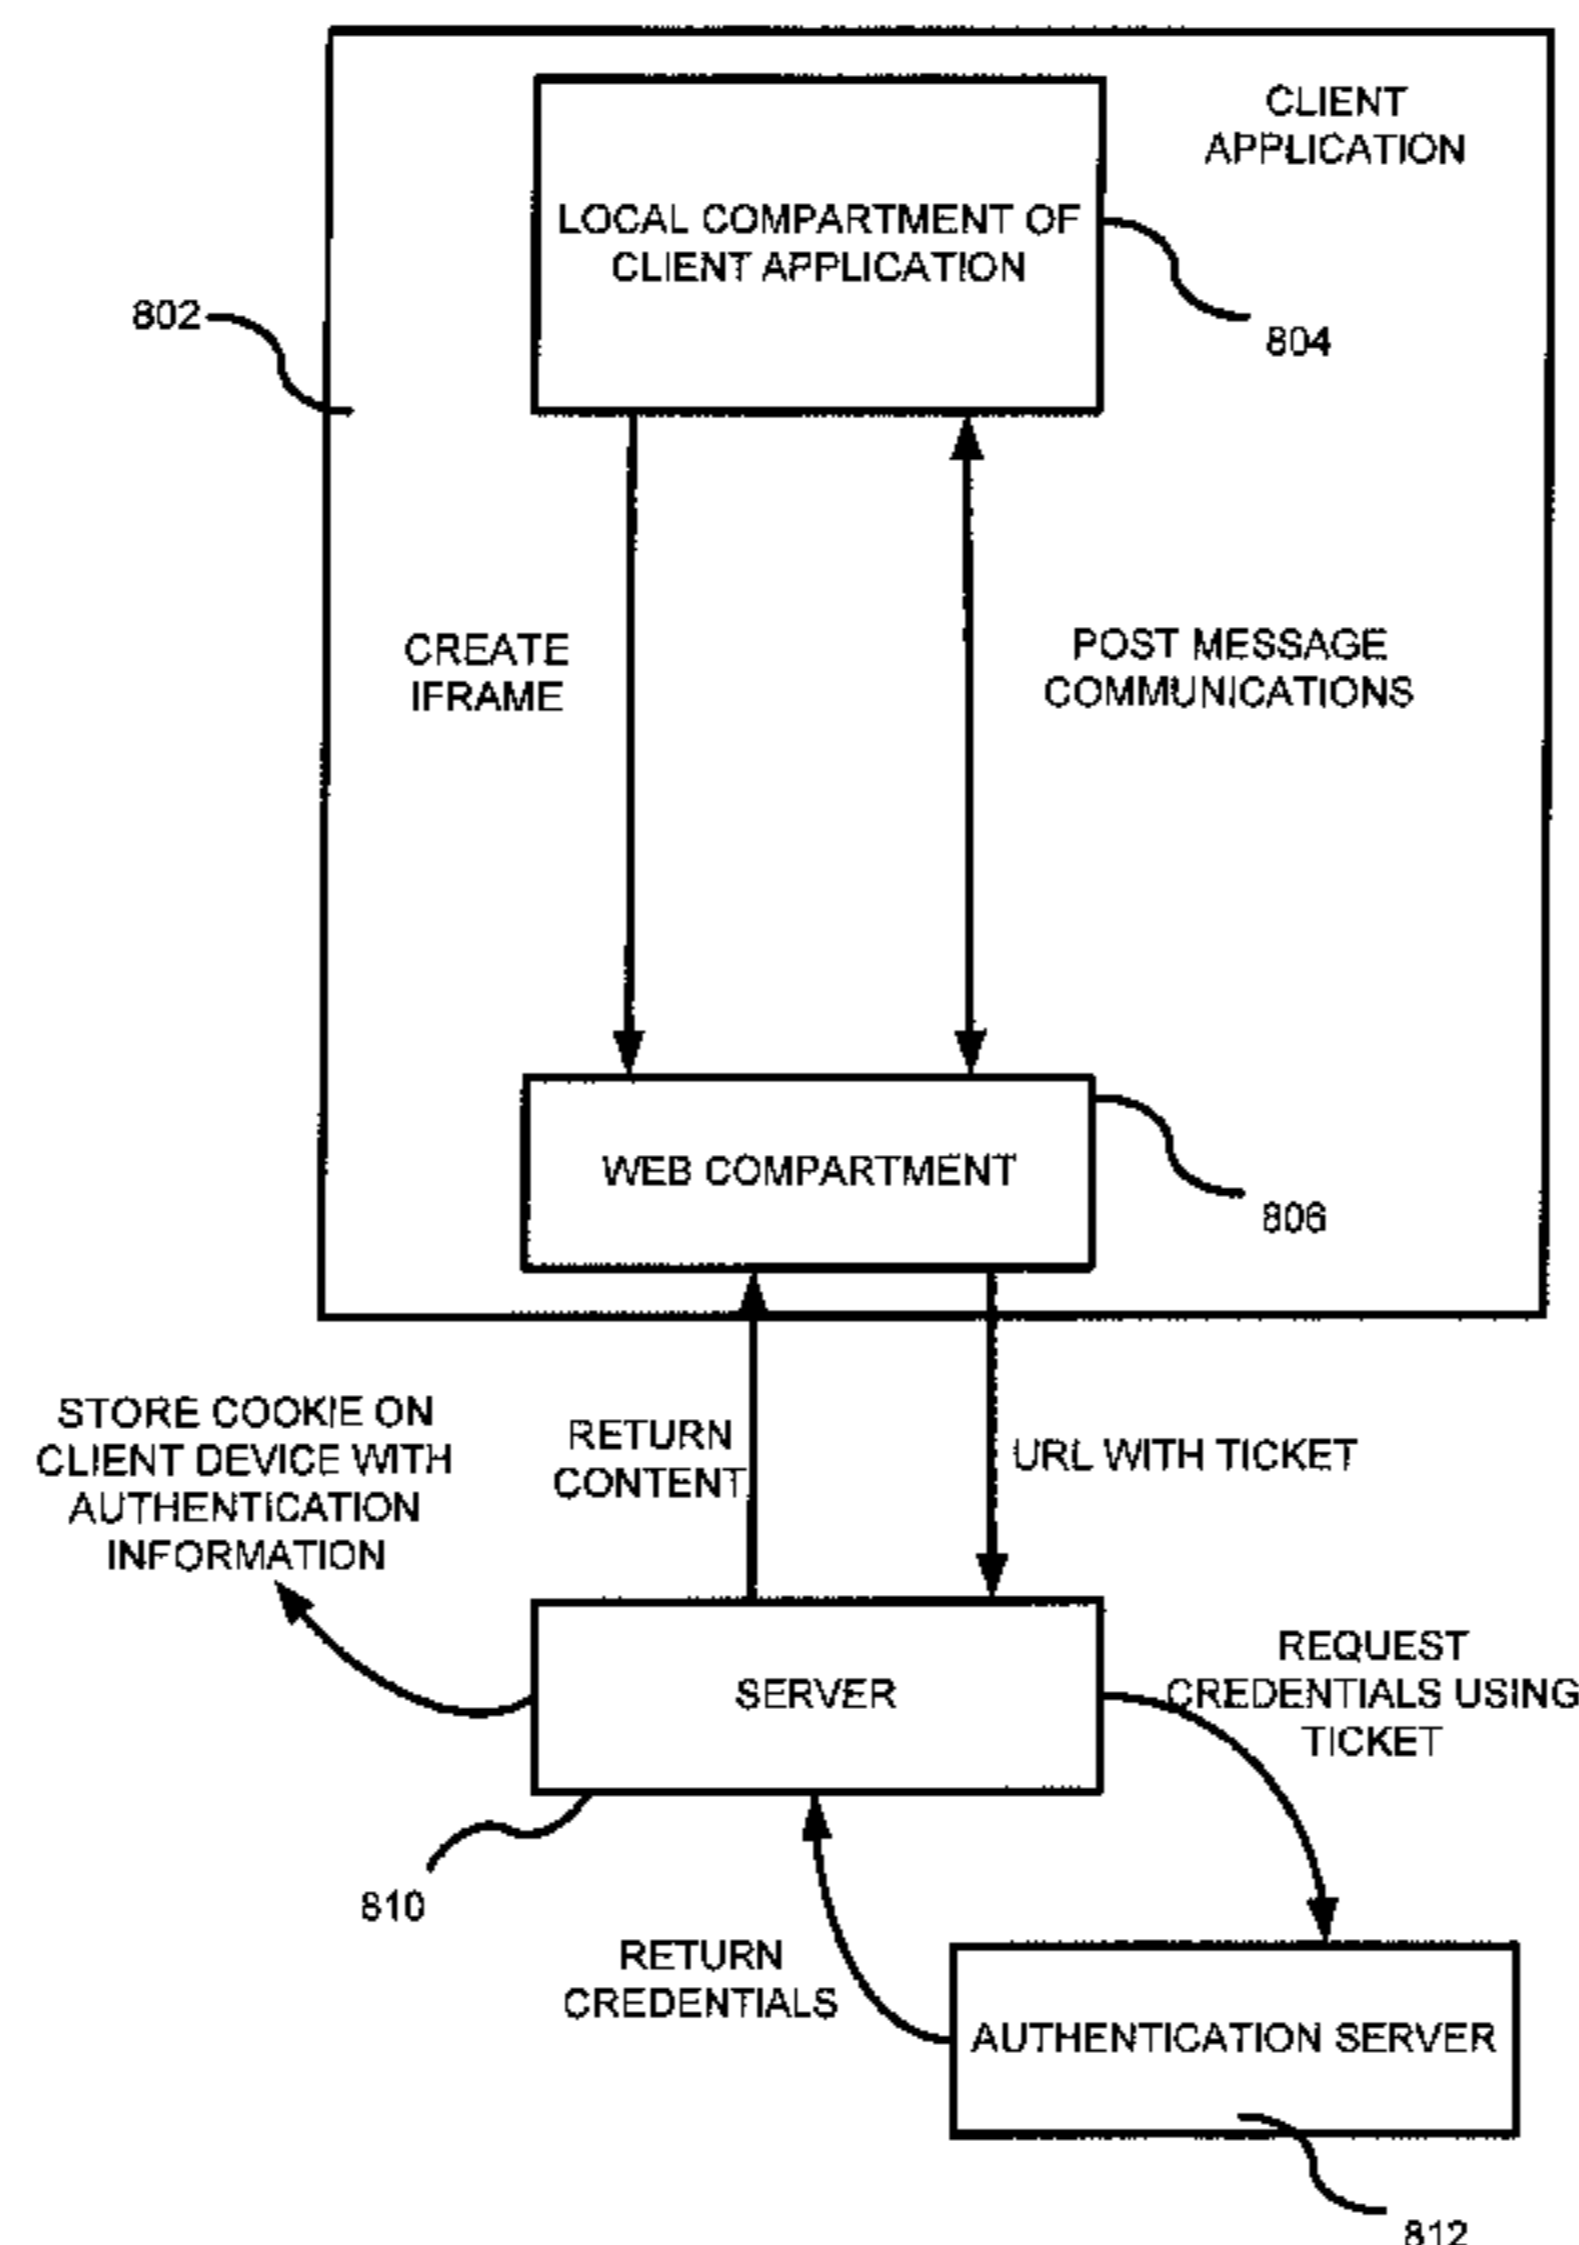 CLIENT
APPLICATION
LOCAL COMPARTMENT OF
CLIENT APPLICATION
802
804
CREATE
IFRAME
POST MESSAGE
COMMUNICATIONS
WEB COMPARTMENT
806
STORE COOKIE ON
CLIENT DEVICE WITH
AUTHENTICATION
INFORMATION
RETURN
CONTENT
URL WITH TICKET
SERVER
REQUEST
CREDENTIALS USING
TICKET
810
RETURN
CREDENTIALS
AUTHENTICATION SERVER
812